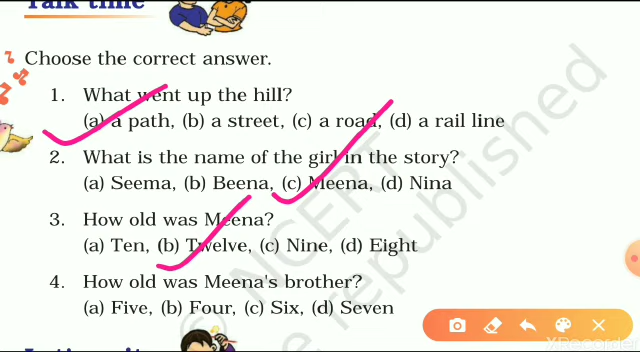 Talk time
Choose the correct answer.
1. What went up the hill?
(a) a path, (b) a street, (c) a road, (d) a rail line
2. What is the name of the girl in the story?
(a) Seema, (b) Beena, (c) Meena, (d) Nina
3. How old was Meena?
(a) Ten, (b) Twelve, (c) Nine, (d) Eight
4. How old was Meena's brother?
(a) Five, (b) Four, (c) Six, (d) Seven
© NCERT
republished
XRecorder